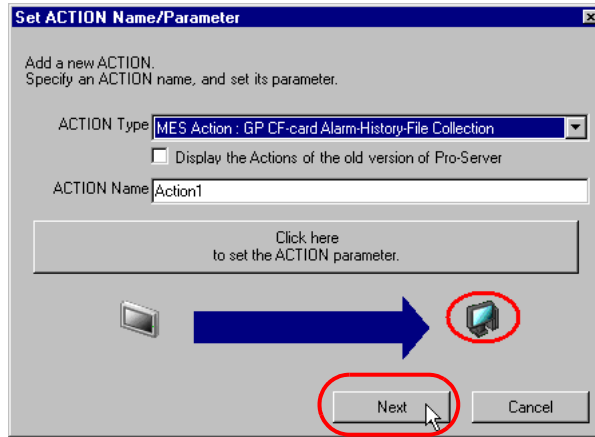 Set ACTION Name/Parameter
Add a new ACTION.
Specify an ACTION name, and set its parameter.
ACTION Type MES Action : GP CF-card Alarm-History-File Collection
Display the Actions of the old version of Pro-Server
ACTION Name Action1
Click here
to set the ACTION parameter.
Next Cancel